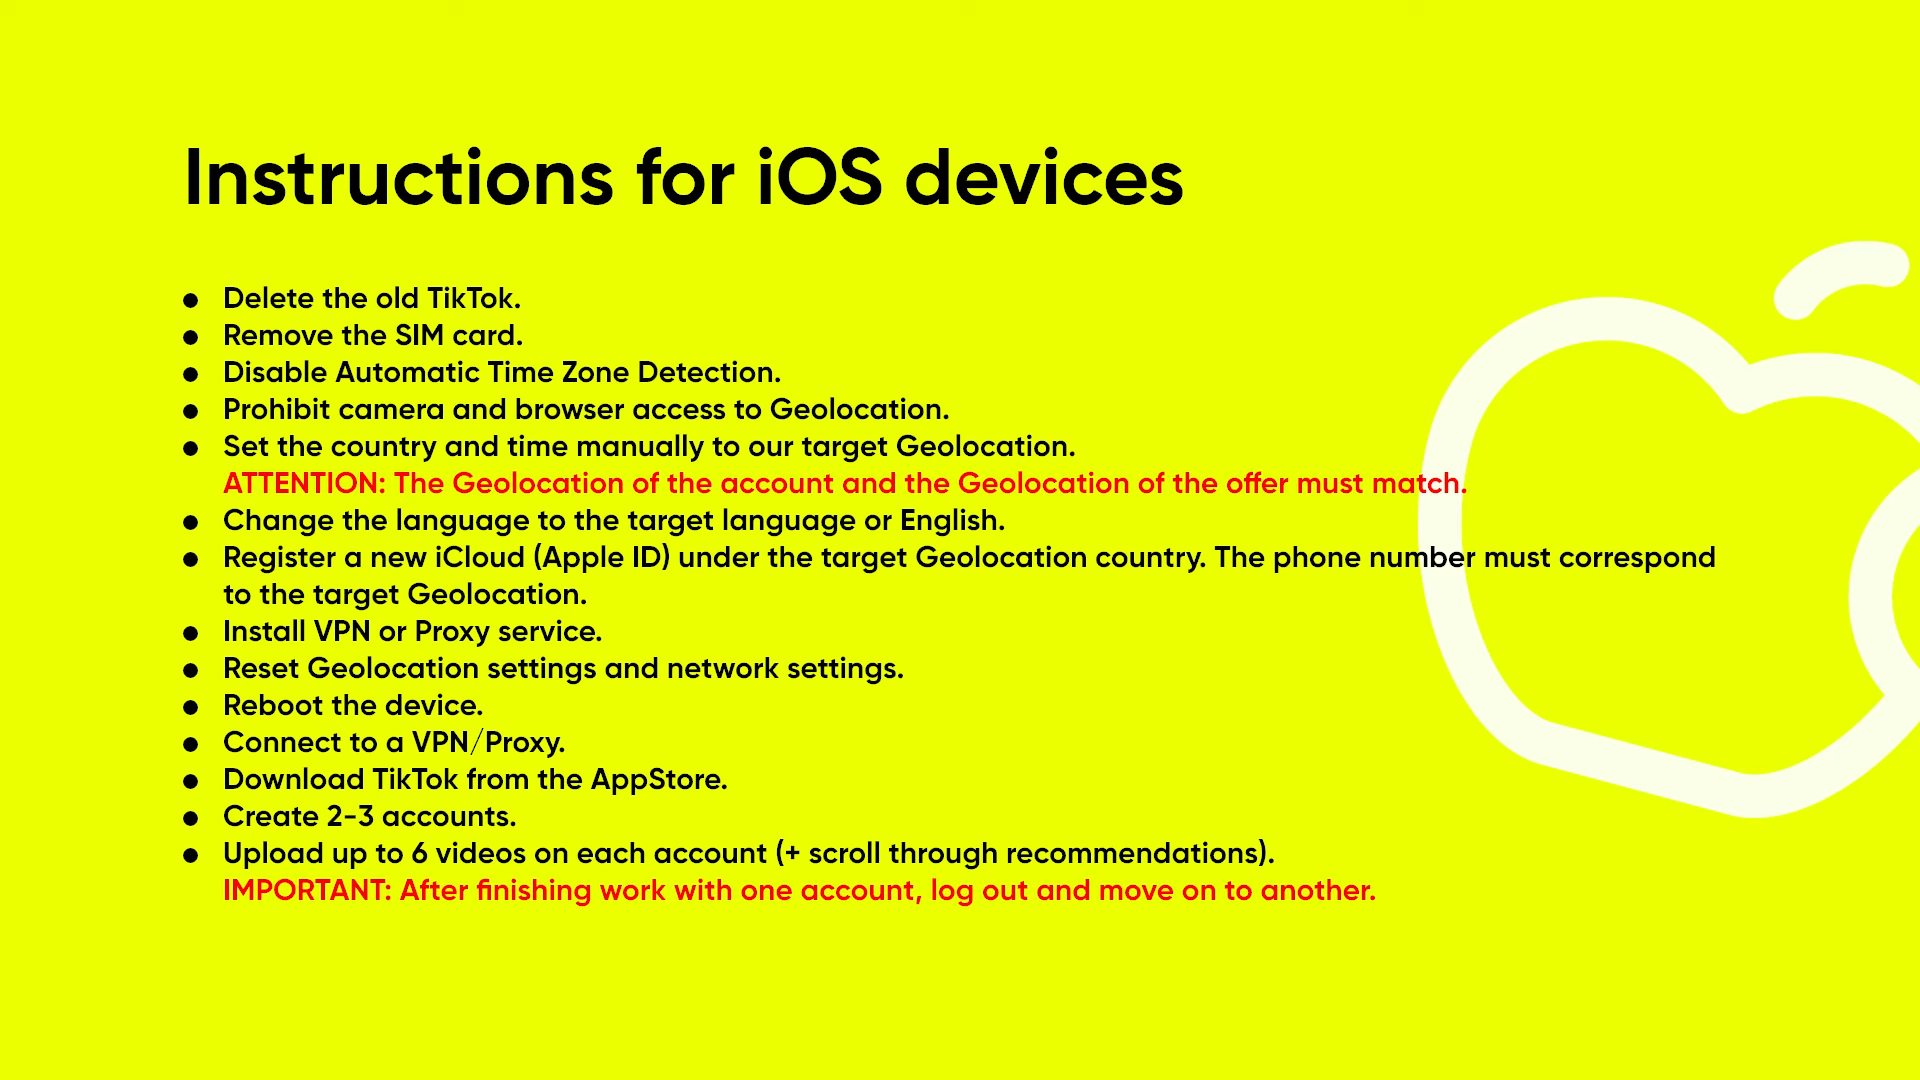 Instructions for iOS devices
● Delete the old TikTok.
● Remove the SIM card.
● Disable Automatic Time Zone Detection.
● Prohibit camera and browser access to Geolocation.
● Set the country and time manually to our target Geolocation.
ATTENTION: The Geolocation of the account and the Geolocation of the offer must match.
● Change the language to the target language or English.
● Register a new iCloud (Apple ID) under the target Geolocation country. The phone number must correspond
to the target Geolocation.
● Install VPN or Proxy service.
● Reset Geolocation settings and network settings.
● Reboot the device.
● Connect to a VPN/Proxy.
● Download TikTok from the AppStore.
● Create 2-3 accounts.
● Upload up to 6 videos on each account (+ scroll through recommendations).
IMPORTANT: After finishing work with one account, log out and move on to another.